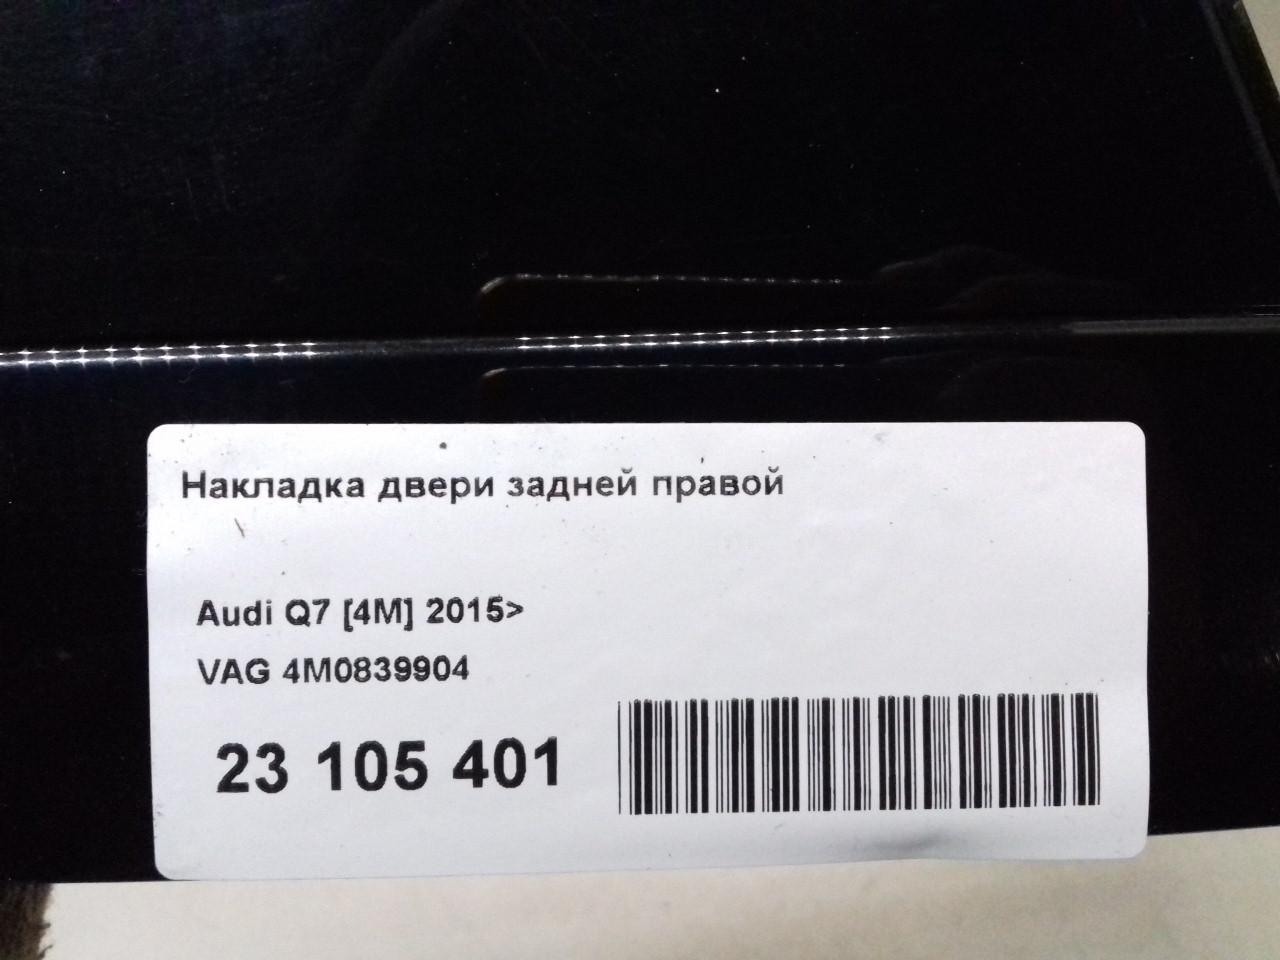 Накладка двери задней правой
Audi Q7 [4M] 2015>
VAG 4M0839904
23 105 401